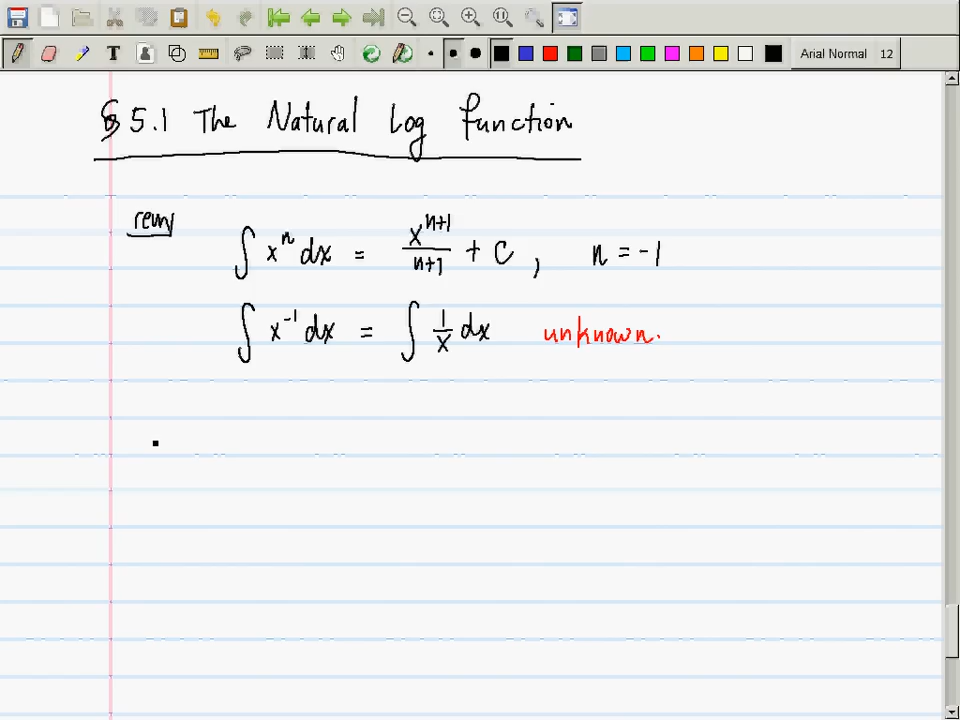 Arial Normal 12
§ 5.1 The Natural Log Function
rem
∫ xⁿ dx = x^(n+1)/(n+1) + C, n = -1
∫ x⁻¹ dx = ∫ 1/x dx unknown.